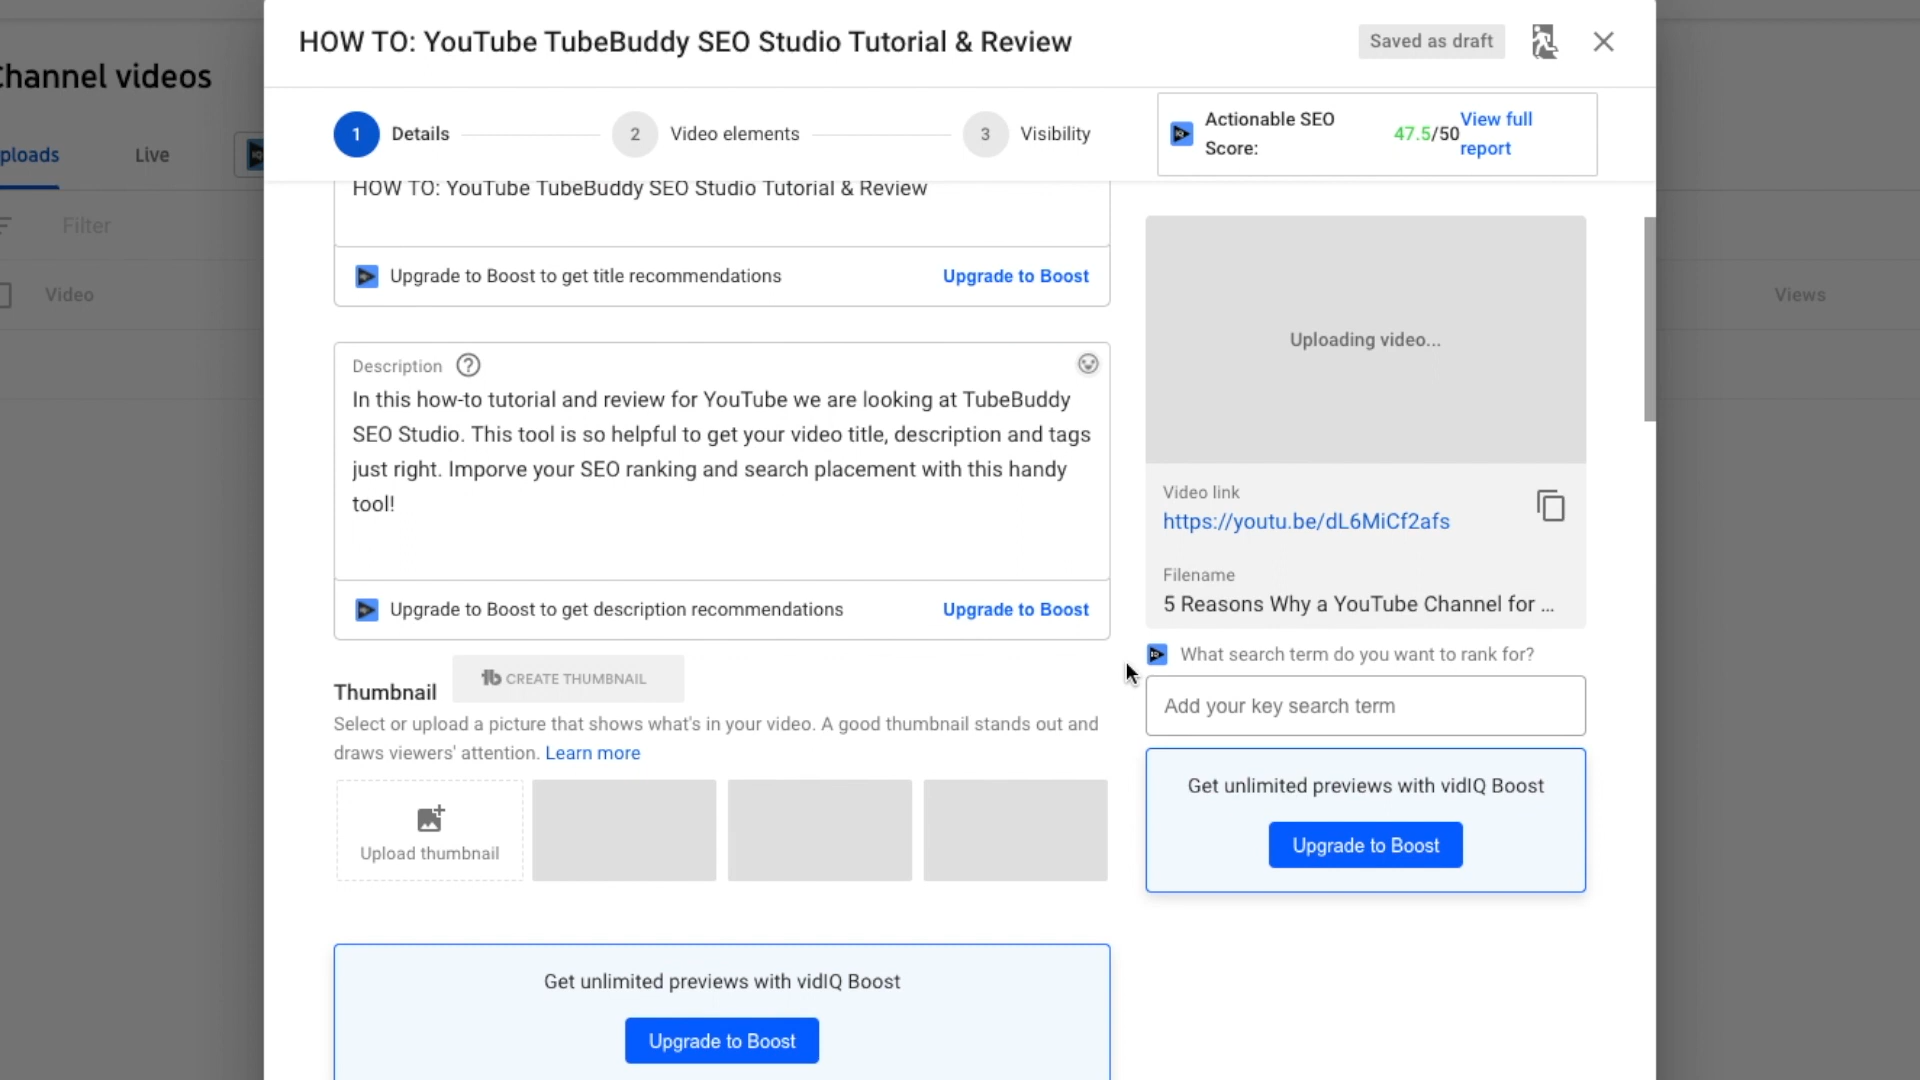 HOW TO: YouTube TubeBuddy SEO Studio Tutorial & Review
Saved as draft
Channel videos
1 Details
2 Video elements
3 Visibility
Actionable SEO
Score:
47.5/50
View full
report
ploads
Live
HOW TO: YouTube TubeBuddy SEO Studio Tutorial & Review
Filter
Upgrade to Boost to get title recommendations
Upgrade to Boost
Video
Views
Uploading video...
Description
In this how-to tutorial and review for YouTube we are looking at TubeBuddy
SEO Studio. This tool is so helpful to get your video title, description and tags
just right. Imporve your SEO ranking and search placement with this handy
tool!
Video link
https://youtu.be/dL6MiCf2afs
Filename
5 Reasons Why a YouTube Channel for ...
Upgrade to Boost to get description recommendations
Upgrade to Boost
What search term do you want to rank for?
Add your key search term
Thumbnail
tb CREATE THUMBNAIL
Select or upload a picture that shows what's in your video. A good thumbnail stands out and
draws viewers' attention. Learn more
Upload thumbnail
Get unlimited previews with vidIQ Boost
Upgrade to Boost
Get unlimited previews with vidIQ Boost
Upgrade to Boost